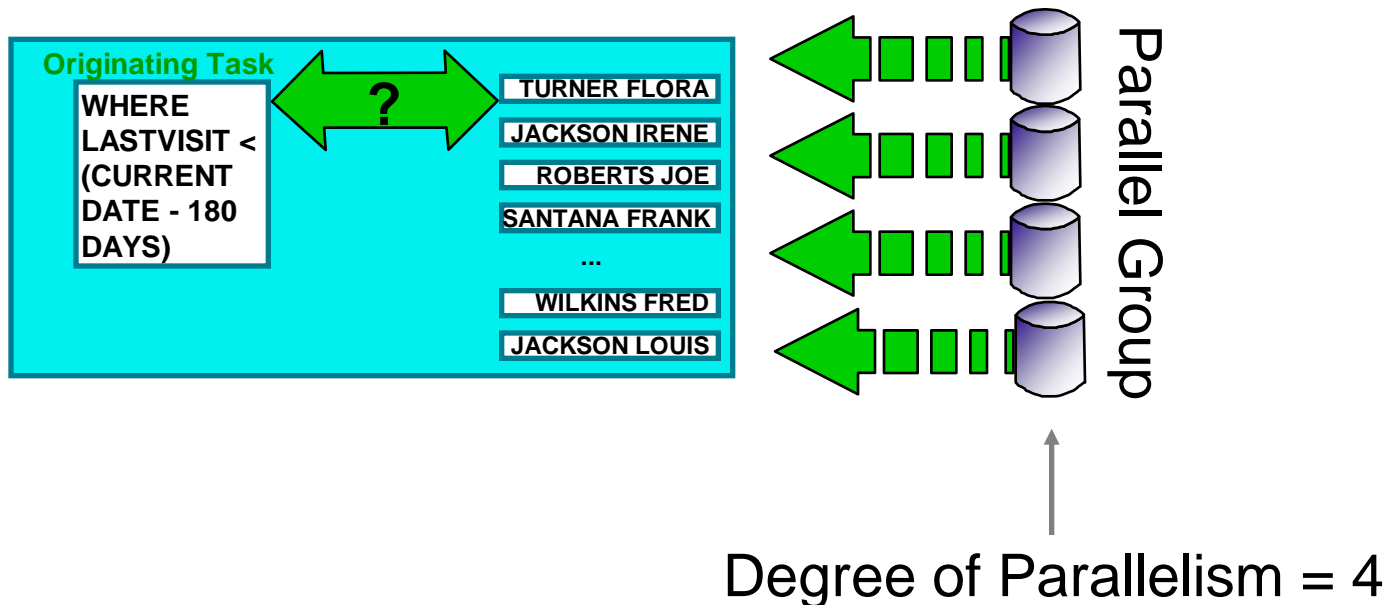 Originating Task
WHERE
LASTVISIT <
(CURRENT
DATE - 180
DAYS)
?
TURNER FLORA
JACKSON IRENE
ROBERTS JOE
SANTANA FRANK
...
WILKINS FRED
JACKSON LOUIS
Parallel Group
Degree of Parallelism = 4